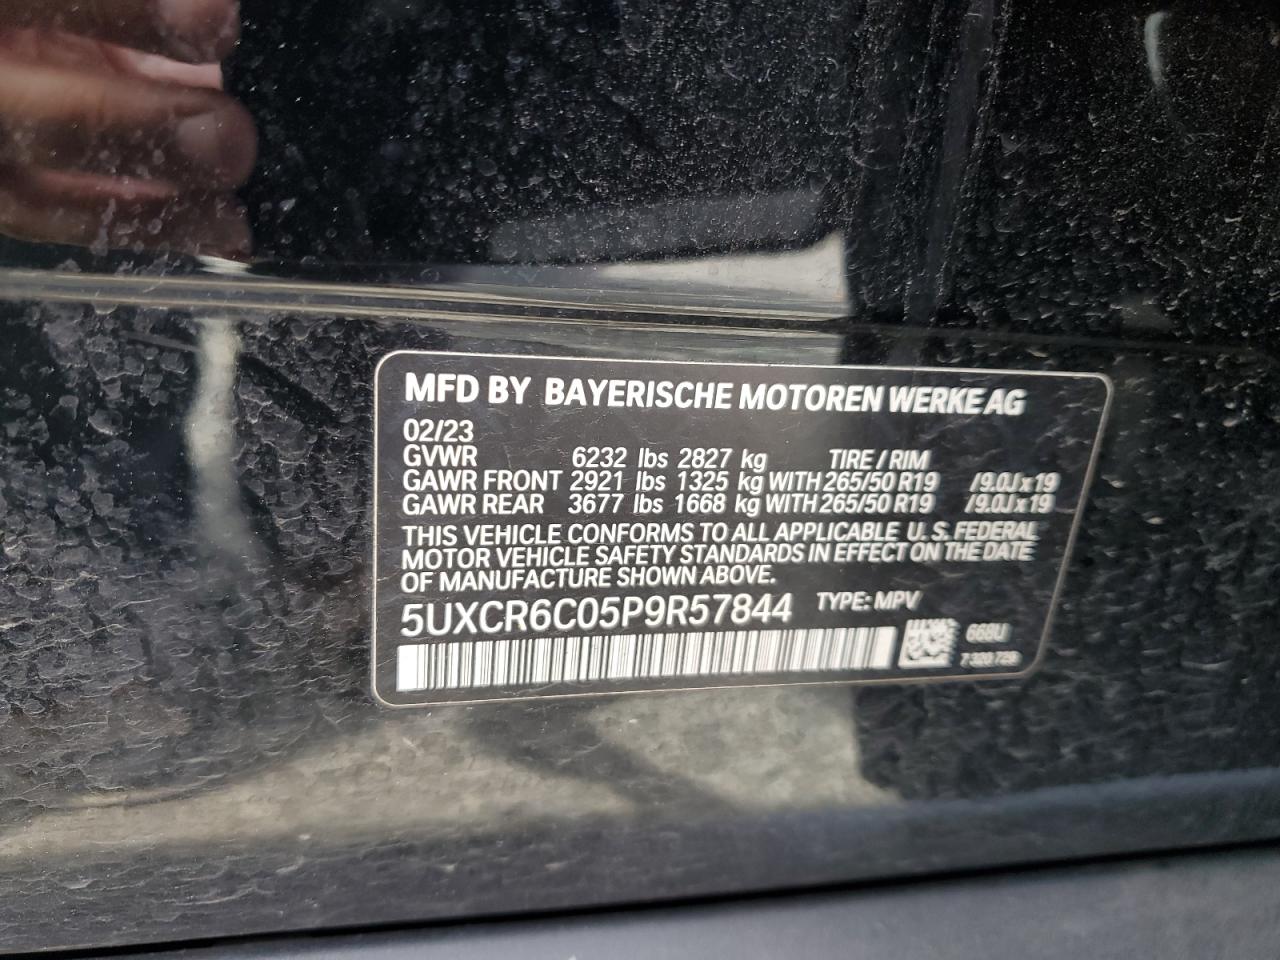 MFD BY BAYERISCHE MOTOREN WERKE AG
02/23
GVWR 6232 lbs 2827 kg TIRE / RIM
GAWR FRONT 2921 lbs 1325 kg WITH 265/50 R19 /9.0J x 19
GAWR REAR 3677 lbs 1668 kg WITH 265/50 R19 /9.0J x 19
THIS VEHICLE CONFORMS TO ALL APPLICABLE U. S. FEDERAL
MOTOR VEHICLE SAFETY STANDARDS IN EFFECT ON THE DATE
OF MANUFACTURE SHOWN ABOVE.
5UXCR6C05P9R57844 TYPE: MPV
668U